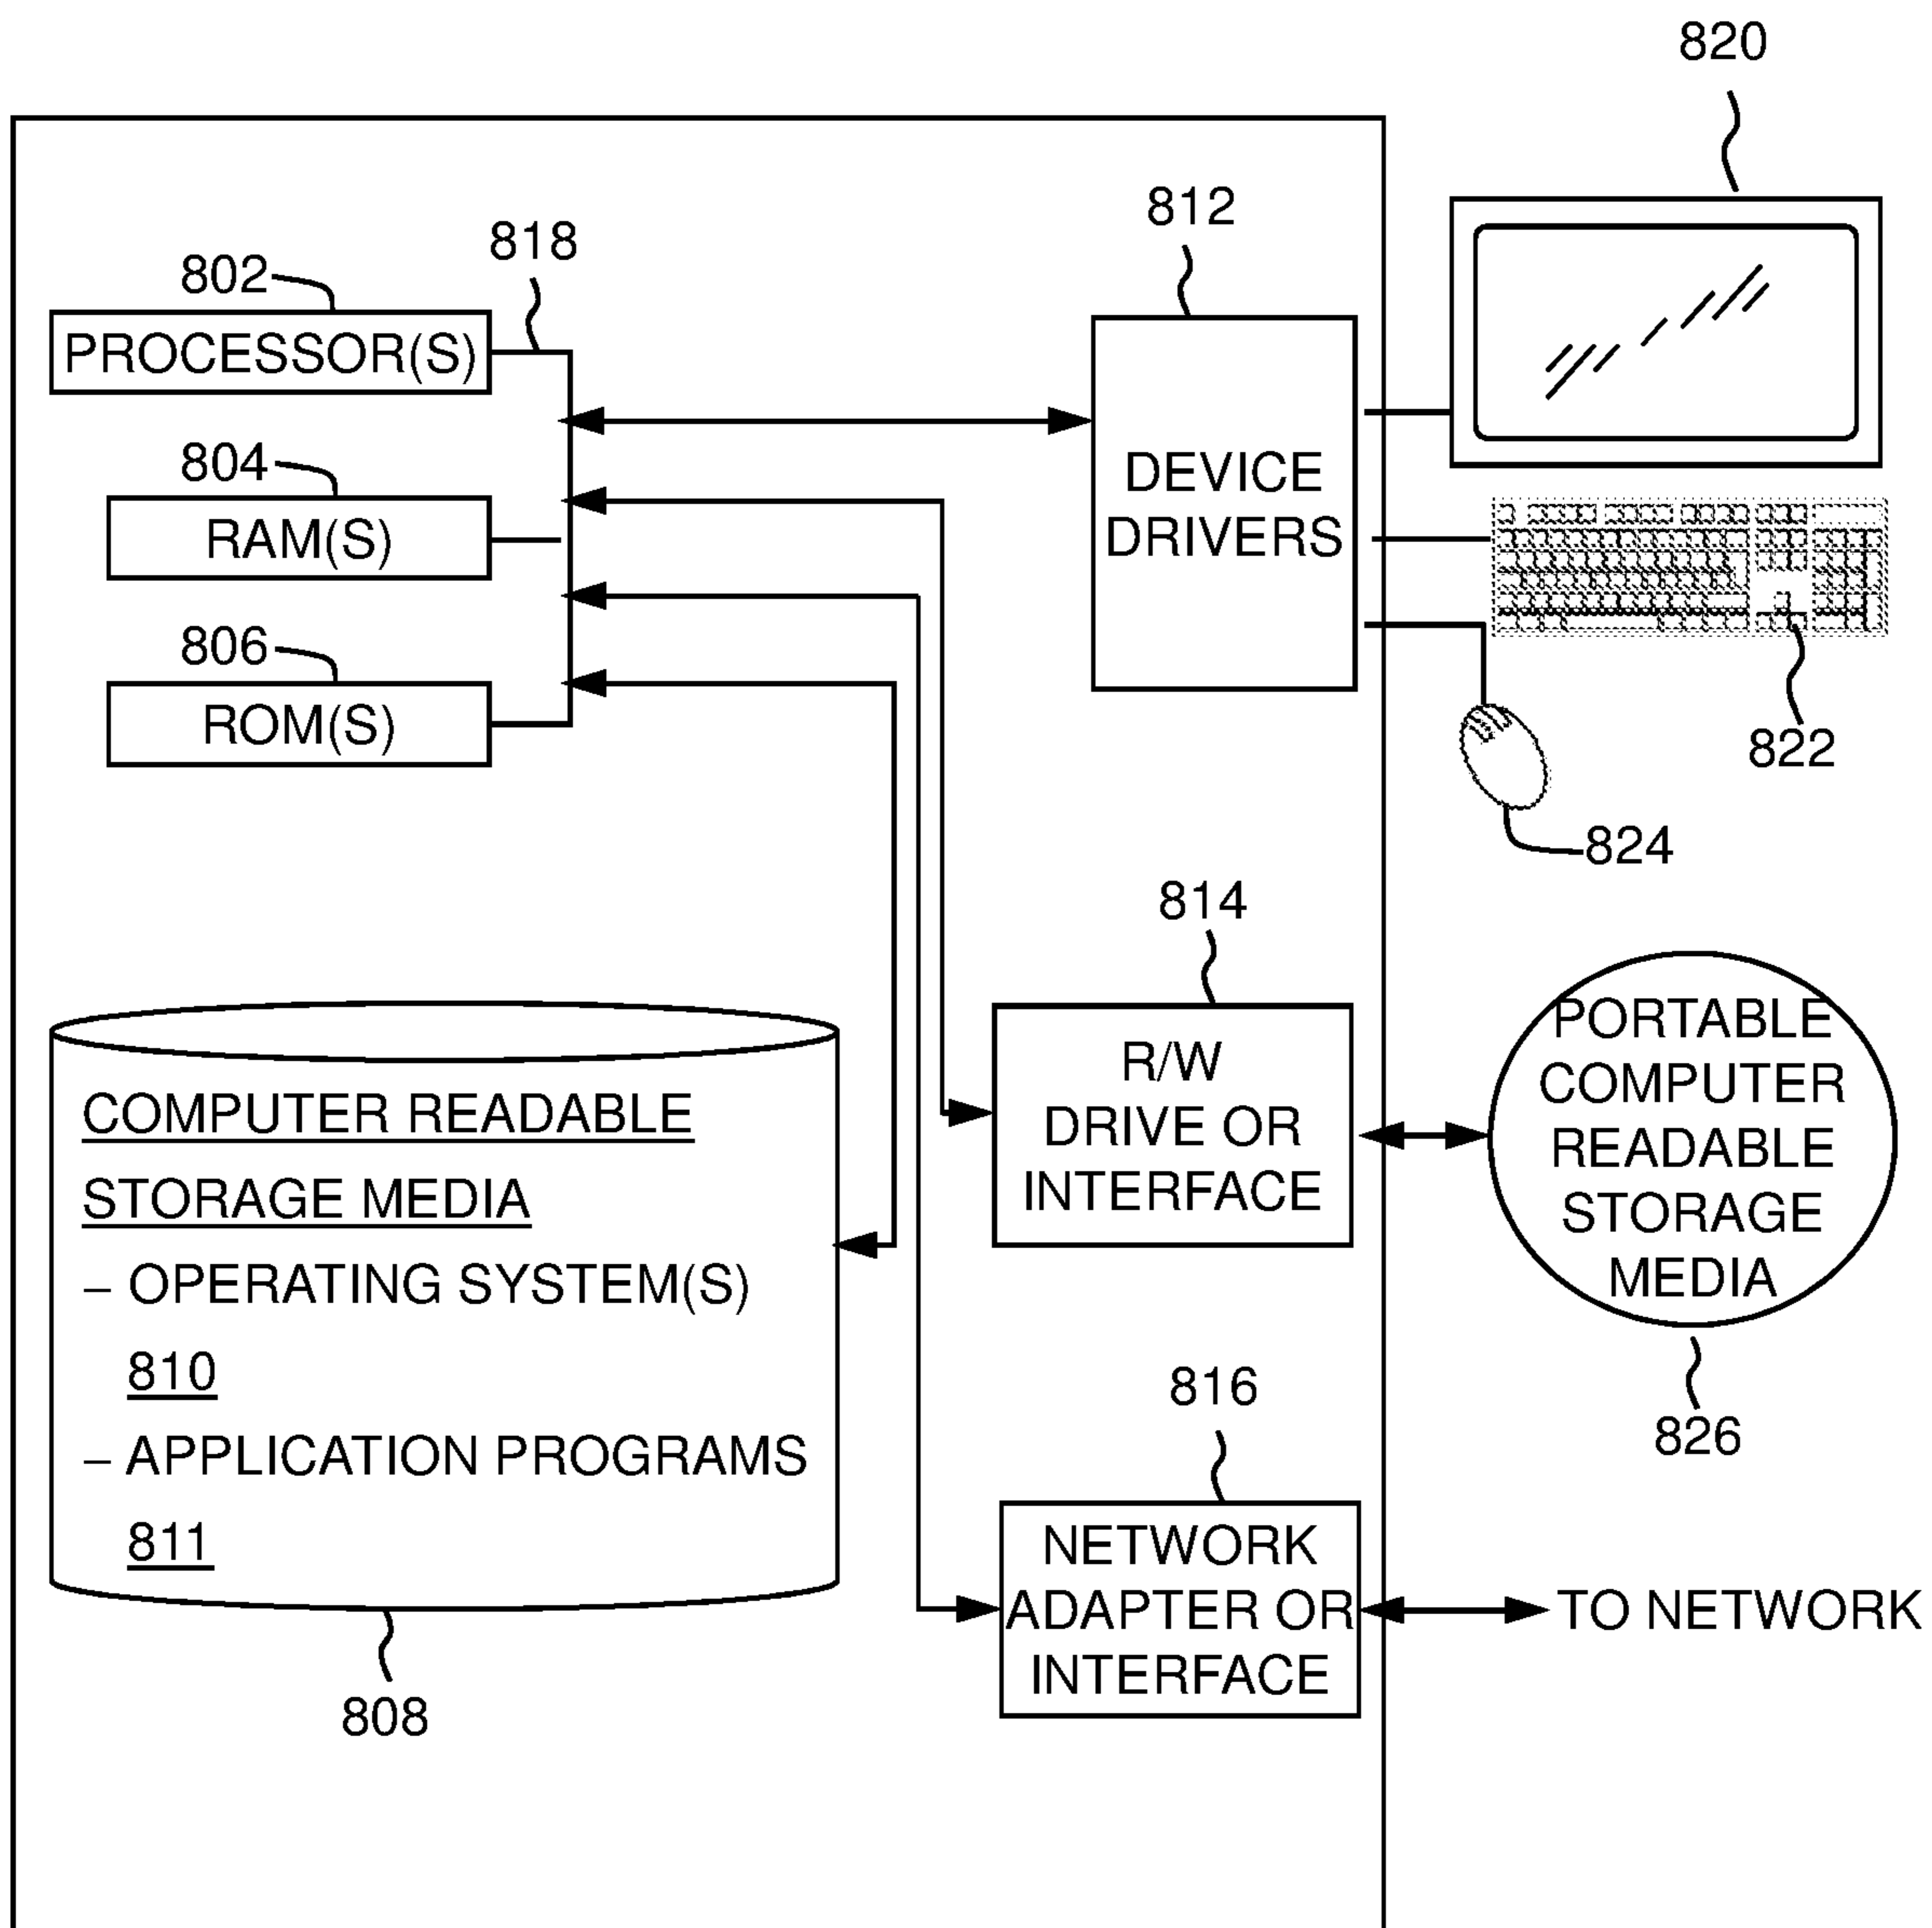 820
812
818
802
PROCESSOR(S)
804
RAM(S)
806
ROM(S)
DEVICE
DRIVERS
822
824
814
R/W
DRIVE OR
INTERFACE
PORTABLE
COMPUTER
READABLE
STORAGE
MEDIA
826
COMPUTER READABLE
STORAGE MEDIA
– OPERATING SYSTEM(S)
810
– APPLICATION PROGRAMS
811
808
816
NETWORK
ADAPTER OR
INTERFACE
TO NETWORK